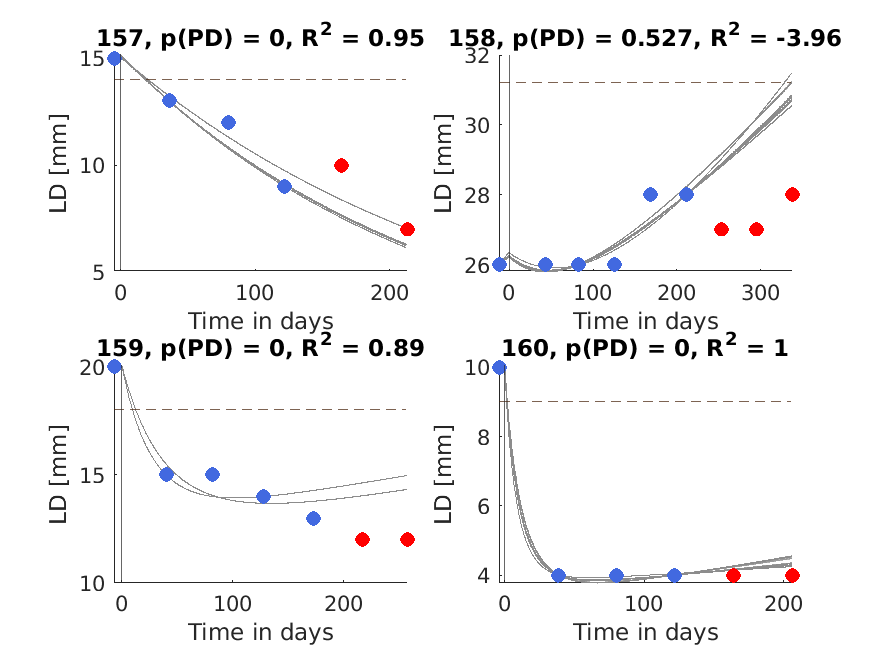 157, p(PD) = 0, R² = 0.95
15
10
5
LD [mm]
0
100
200
Time in days
158, p(PD) = 0.527, R² = -3.96
32
30
28
26
LD [mm]
0
100
200
300
Time in days
159, p(PD) = 0, R² = 0.89
20
15
10
LD [mm]
0
100
200
Time in days
160, p(PD) = 0, R² = 1
10
8
6
4
LD [mm]
0
100
200
Time in days